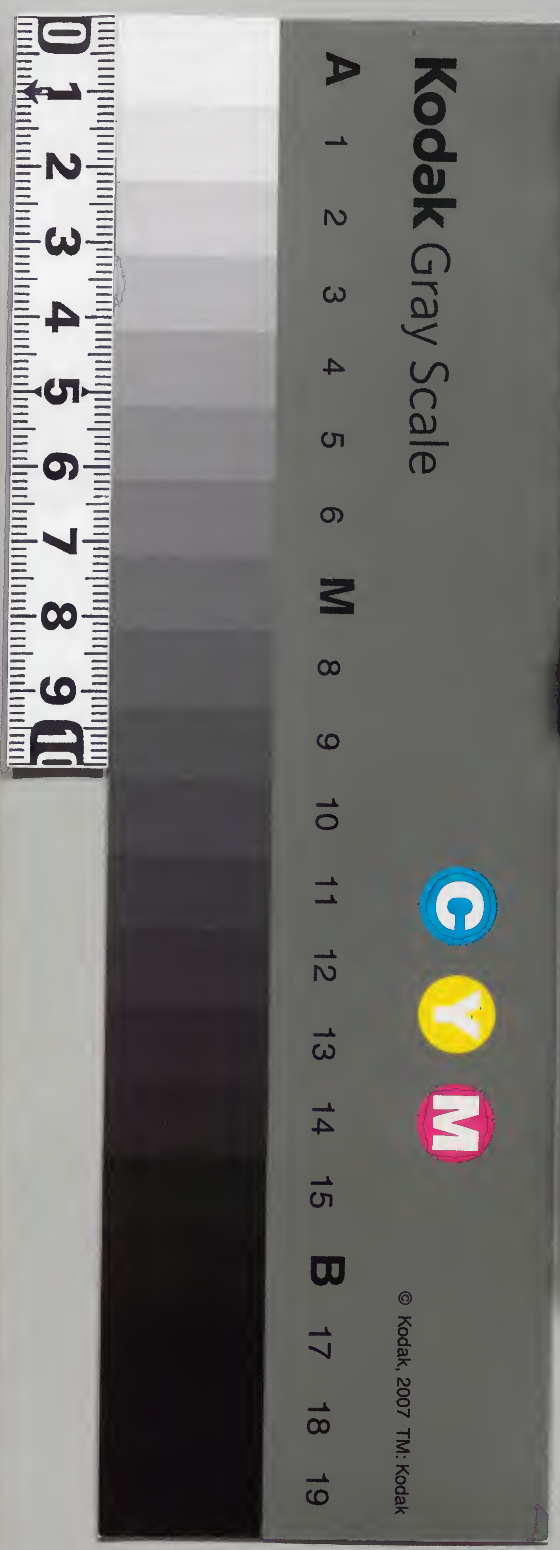 Kodak Gray Scale
C Y M
© Kodak, 2007 TM: Kodak
A 1 2 3 4 5 6 M 8 9 10 11 12 13 14 15 B 17 18 19
0 1 2 3 4 5 6 7 8 9 10